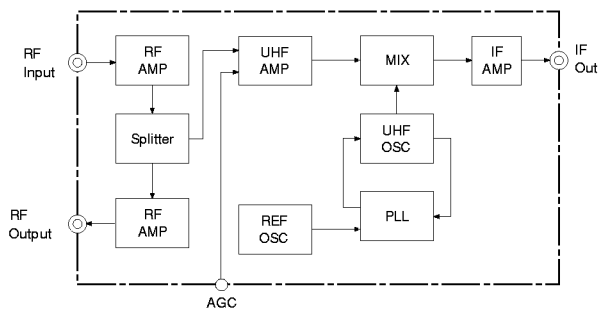 RF
Input
RF
AMP
UHF
AMP
MIX
IF
AMP
IF
Out
Splitter
UHF
OSC
RF
Output
RF
AMP
REF
OSC
PLL
AGC